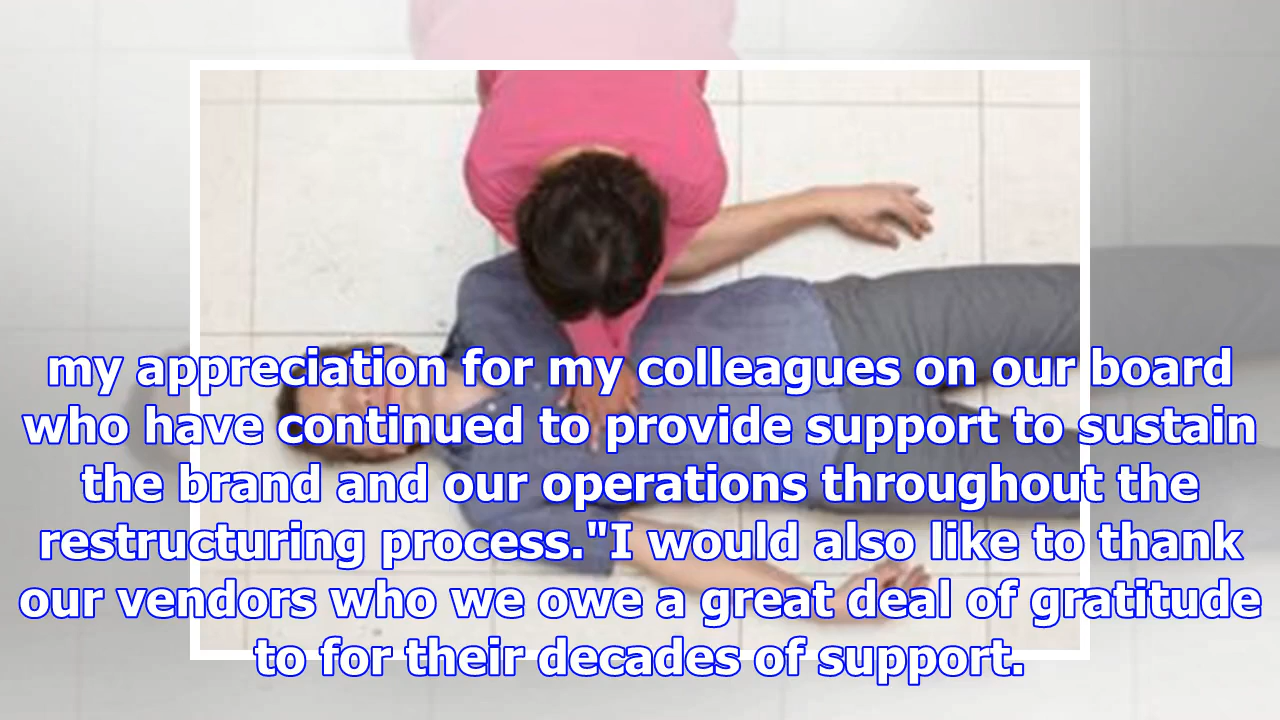 my appreciation for my colleagues on our board
who have continued to provide support to sustain
the brand and our operations throughout the
restructuring process."I would also like to thank
our vendors who we owe a great deal of gratitude
to for their decades of support.